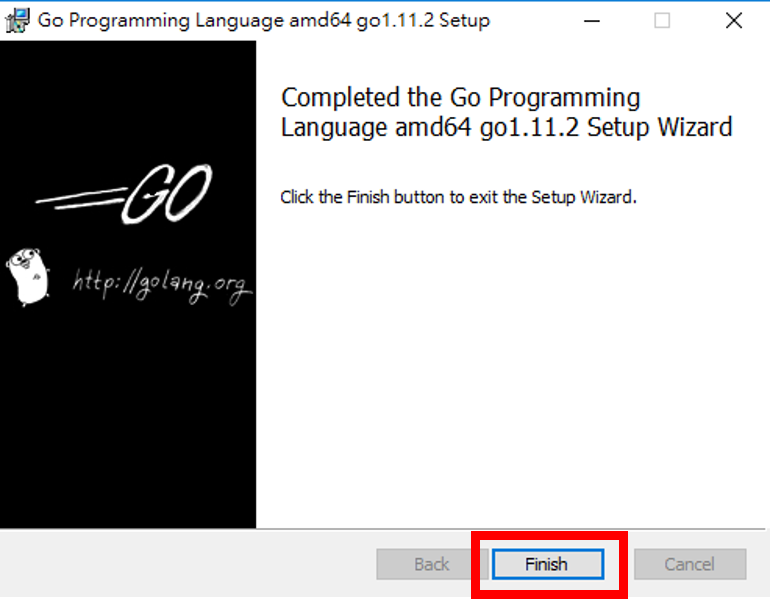 Go Programming Language amd64 go1.11.2 Setup
Completed the Go Programming
Language amd64 go1.11.2 Setup Wizard
Click the Finish button to exit the Setup Wizard.
GO
http://golang.org
Back
Finish
Cancel